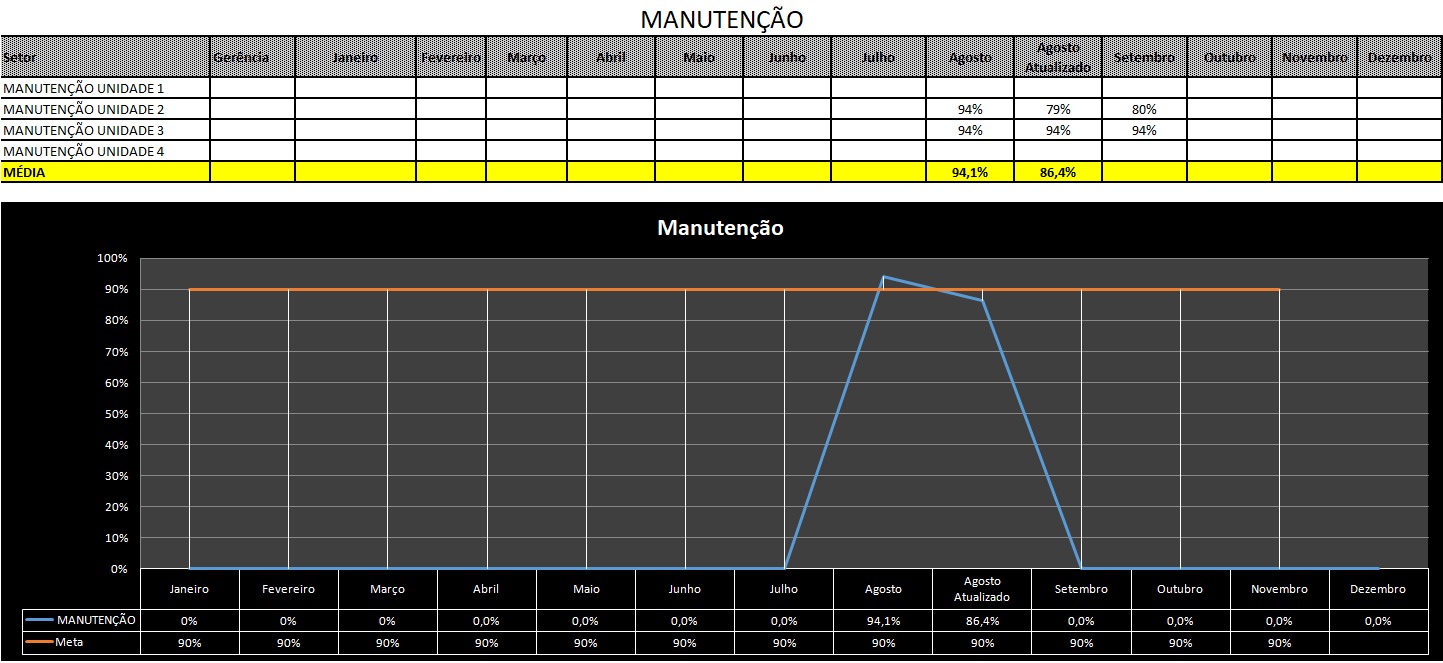 MANUTENÇÃO
Setor Gerência Janeiro Fevereiro Março Abril Maio Junho Julho Agosto Agosto Atualizado Setembro Outubro Novembro Dezembro
MANUTENÇÃO UNIDADE 1
MANUTENÇÃO UNIDADE 2 94% 79% 80%
MANUTENÇÃO UNIDADE 3 94% 94% 94%
MANUTENÇÃO UNIDADE 4
MÉDIA 94,1% 86,4%
Manutenção
100%
90%
80%
70%
60%
50%
40%
30%
20%
10%
0%
Janeiro Fevereiro Março Abril Maio Junho Julho Agosto Agosto Atualizado Setembro Outubro Novembro Dezembro
MANUTENÇÃO 0% 0% 0% 0,0% 0,0% 0,0% 0,0% 94,1% 86,4% 0,0% 0,0% 0,0% 0,0%
Meta 90% 90% 90% 90% 90% 90% 90% 90% 90% 90% 90% 90%